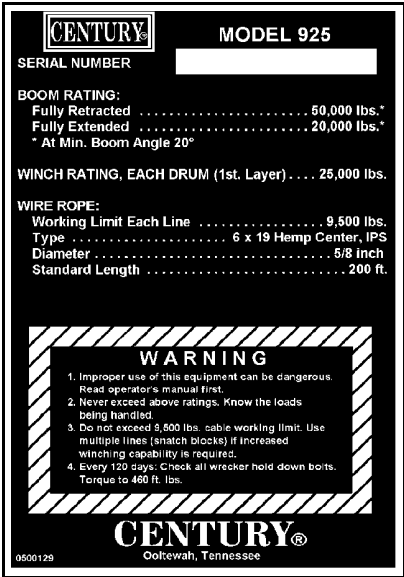 CENTURY®
MODEL 925
SERIAL NUMBER
BOOM RATING:
Fully Retracted ........................ 50,000 lbs.*
Fully Extended ........................ 20,000 lbs.*
* At Min. Boom Angle 20°
WINCH RATING, EACH DRUM (1st. Layer) .... 25,000 lbs.
WIRE ROPE:
Working Limit Each Line .................. 9,500 lbs.
Type .................... 6 x 19 Hemp Center, IPS
Diameter .................................. 5/8 inch
Standard Length ............................ 200 ft.
WARNING
1. Improper use of this equipment can be dangerous.
Read operator's manual first.
2. Never exceed above ratings. Know the loads
being handled.
3. Do not exceed 9,500 lbs. cable working limit. Use
multiple lines (snatch blocks) if increased
winching capability is required.
4. Every 120 days: Check all wrecker hold down bolts.
Torque to 460 ft. lbs.
CENTURY®
Ooltewah, Tennessee
0500129